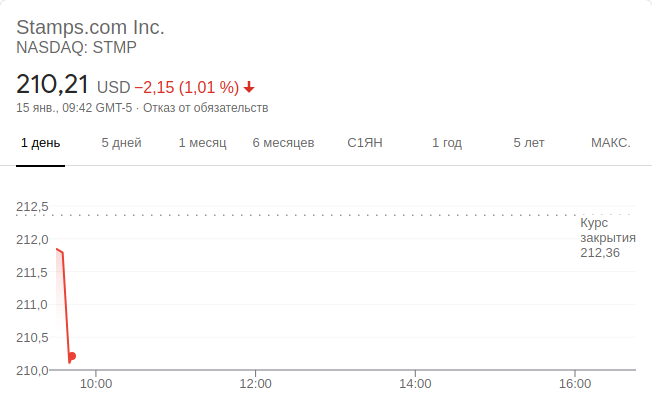 Stamps.com Inc.
NASDAQ: STMP
210,21 USD −2,15 (1,01 %)
15 янв., 09:42 GMT-5 · Отказ от обязательств
1 день 5 дней 1 месяц 6 месяцев С1ЯН 1 год 5 лет МАКС.
212,5
212,0
211,5
211,0
210,5
210,0
Курс
закрытия
212,36
10:00 12:00 14:00 16:00